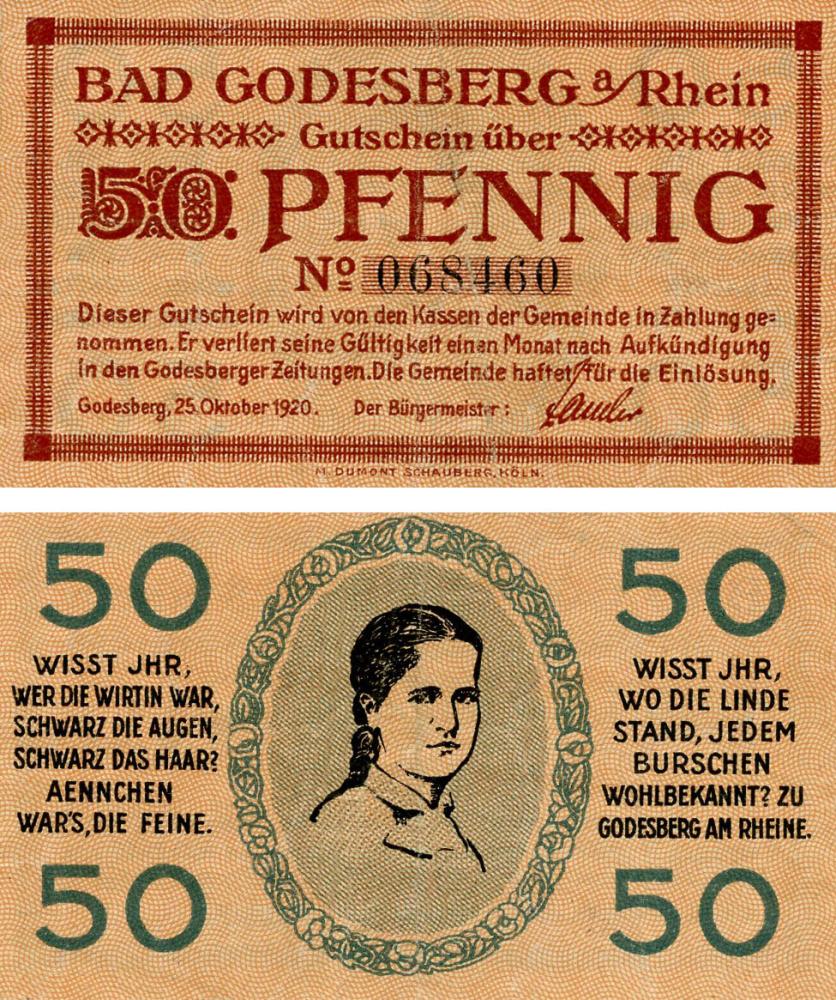 BAD GODESBERG a/Rhein
Gutschein über
50. PFENNIG
Nº 068460
Dieser Gutschein wird von den Kassen der Gemeinde in Zahlung ge=
nommen. Er verliert seine Gültigkeit einen Monat nach Aufkündigung
in den Godesberger Zeitungen. Die Gemeinde haftet für die Einlösung.
Godesberg, 25. Oktober 1920. Der Bürgermeister:
M. DUMONT SCHAUBERG, KÖLN.
50
50
WISST JHR,
WER DIE WIRTIN WAR,
SCHWARZ DIE AUGEN,
SCHWARZ DAS HAAR?
AENNCHEN
WAR'S, DIE FEINE.
WISST JHR,
WO DIE LINDE
STAND, JEDEM
BURSCHEN
WOHLBEKANNT? ZU
GODESBERG AM RHEINE.
50
50